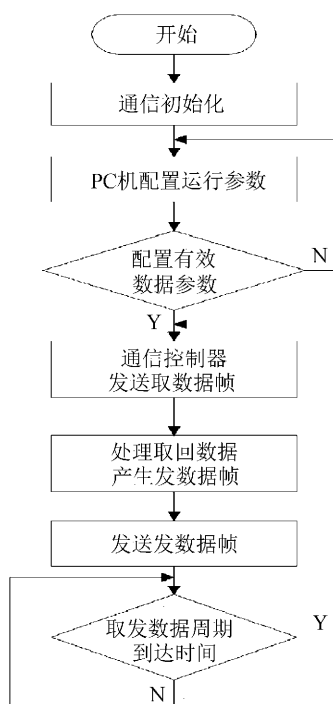 开始
通信初始化
PC机配置运行参数
配置有效
数据参数
N
Y
通信控制器
发送取数据帧
处理取回数据
产生发数据帧
发送发数据帧
取发数据周期
到达时间
Y
N